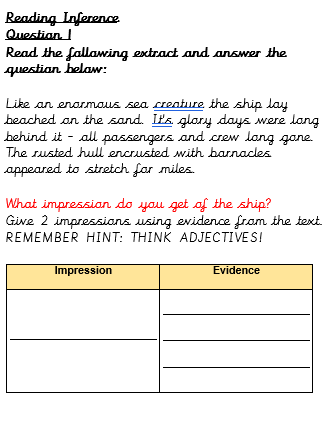 Reading Inference
Question 1
Read the following extract and answer the
question below:
Like an enormous sea creature the ship lay
beached on the sand. It's glory days were long
behind it - all passengers and crew long gone.
The rusted hull encrusted with barnacles
appeared to stretch for miles.
What impression do you get of the ship?
Give 2 impressions using evidence from the text.
REMEMBER HINT: THINK ADJECTIVES!
Impression Evidence